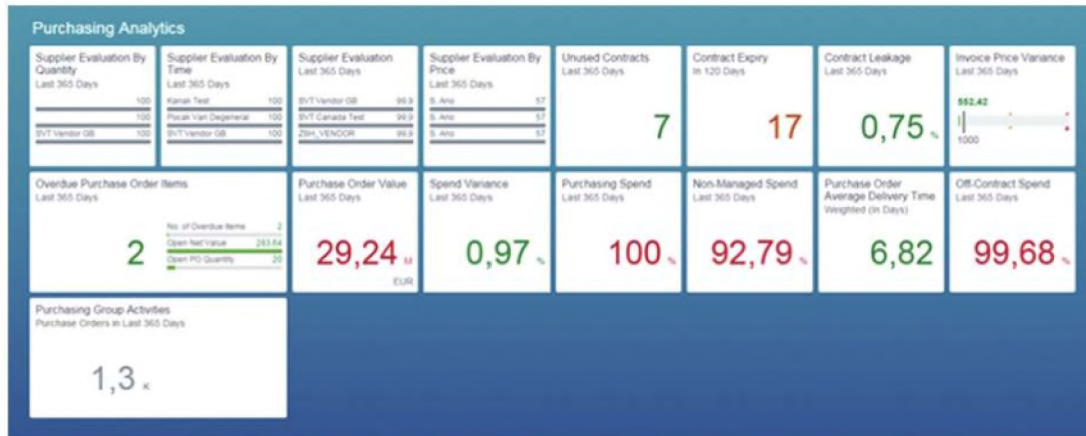 Purchasing Analytics
Supplier Evaluation By
Quantity
Last 365 Days
100
100
SVT Vendor GB 100
Supplier Evaluation By
Time
Last 365 Days
Kanak Test 100
Pocak Van Degeneral 100
SVT Vendor GB 100
Supplier Evaluation
Last 365 Days
SVT Vendor GB 99,9
SVT Canada Test 99,9
ZSH_VENDOR 99,9
Supplier Evaluation By
Price
Last 365 Days
S. Ano 57
S. Ano 57
S. Ano 57
Unused Contracts
Last 365 Days
7
Contract Expiry
In 120 Days
17
Contract Leakage
Last 365 Days
0,75 %
Invoice Price Variance
Last 365 Days
552,42
1000
Overdue Purchase Order Items
Last 365 Days
2
No. of Overdue Items 2
Open Net Value 283.64
Open PO Quantity 20
Purchase Order Value
Last 365 Days
29,24 M
EUR
Spend Variance
Last 365 Days
0,97 %
Purchasing Spend
Last 365 Days
100 %
Non-Managed Spend
Last 365 Days
92,79 %
Purchase Order
Average Delivery Time
Weighted (In Days)
6,82
Off-Contract Spend
Last 365 Days
99,68 %
Purchasing Group Activities
Purchase Orders in Last 365 Days
1,3 K